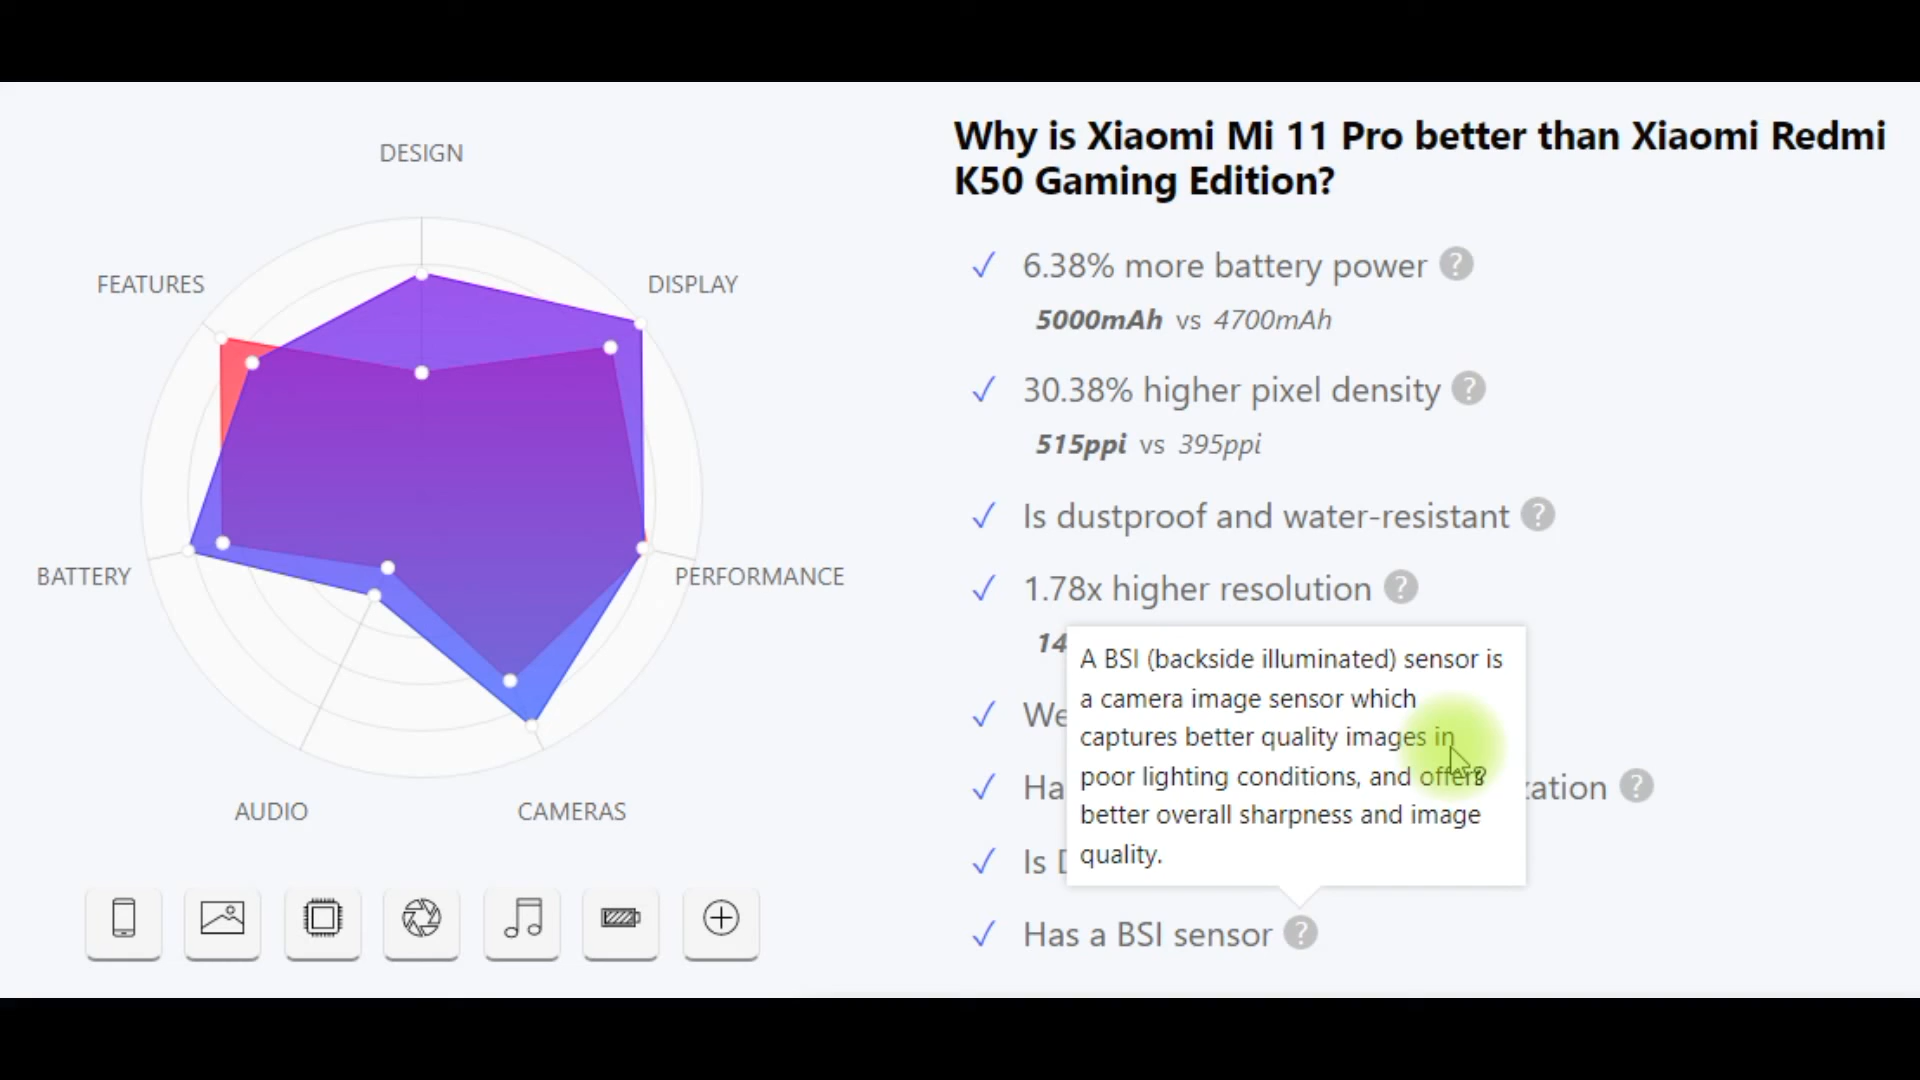 Why is Xiaomi Mi 11 Pro better than Xiaomi Redmi
K50 Gaming Edition?
DESIGN
FEATURES
DISPLAY
BATTERY
PERFORMANCE
AUDIO
CAMERAS
✓ 6.38% more battery power ?
5000mAh vs 4700mAh
✓ 30.38% higher pixel density ?
515ppi vs 395ppi
✓ Is dustproof and water-resistant ?
✓ 1.78x higher resolution ?
A BSI (backside illuminated) sensor is
a camera image sensor which
captures better quality images in
poor lighting conditions, and offers
better overall sharpness and image
quality.
✓ Has a BSI sensor ?